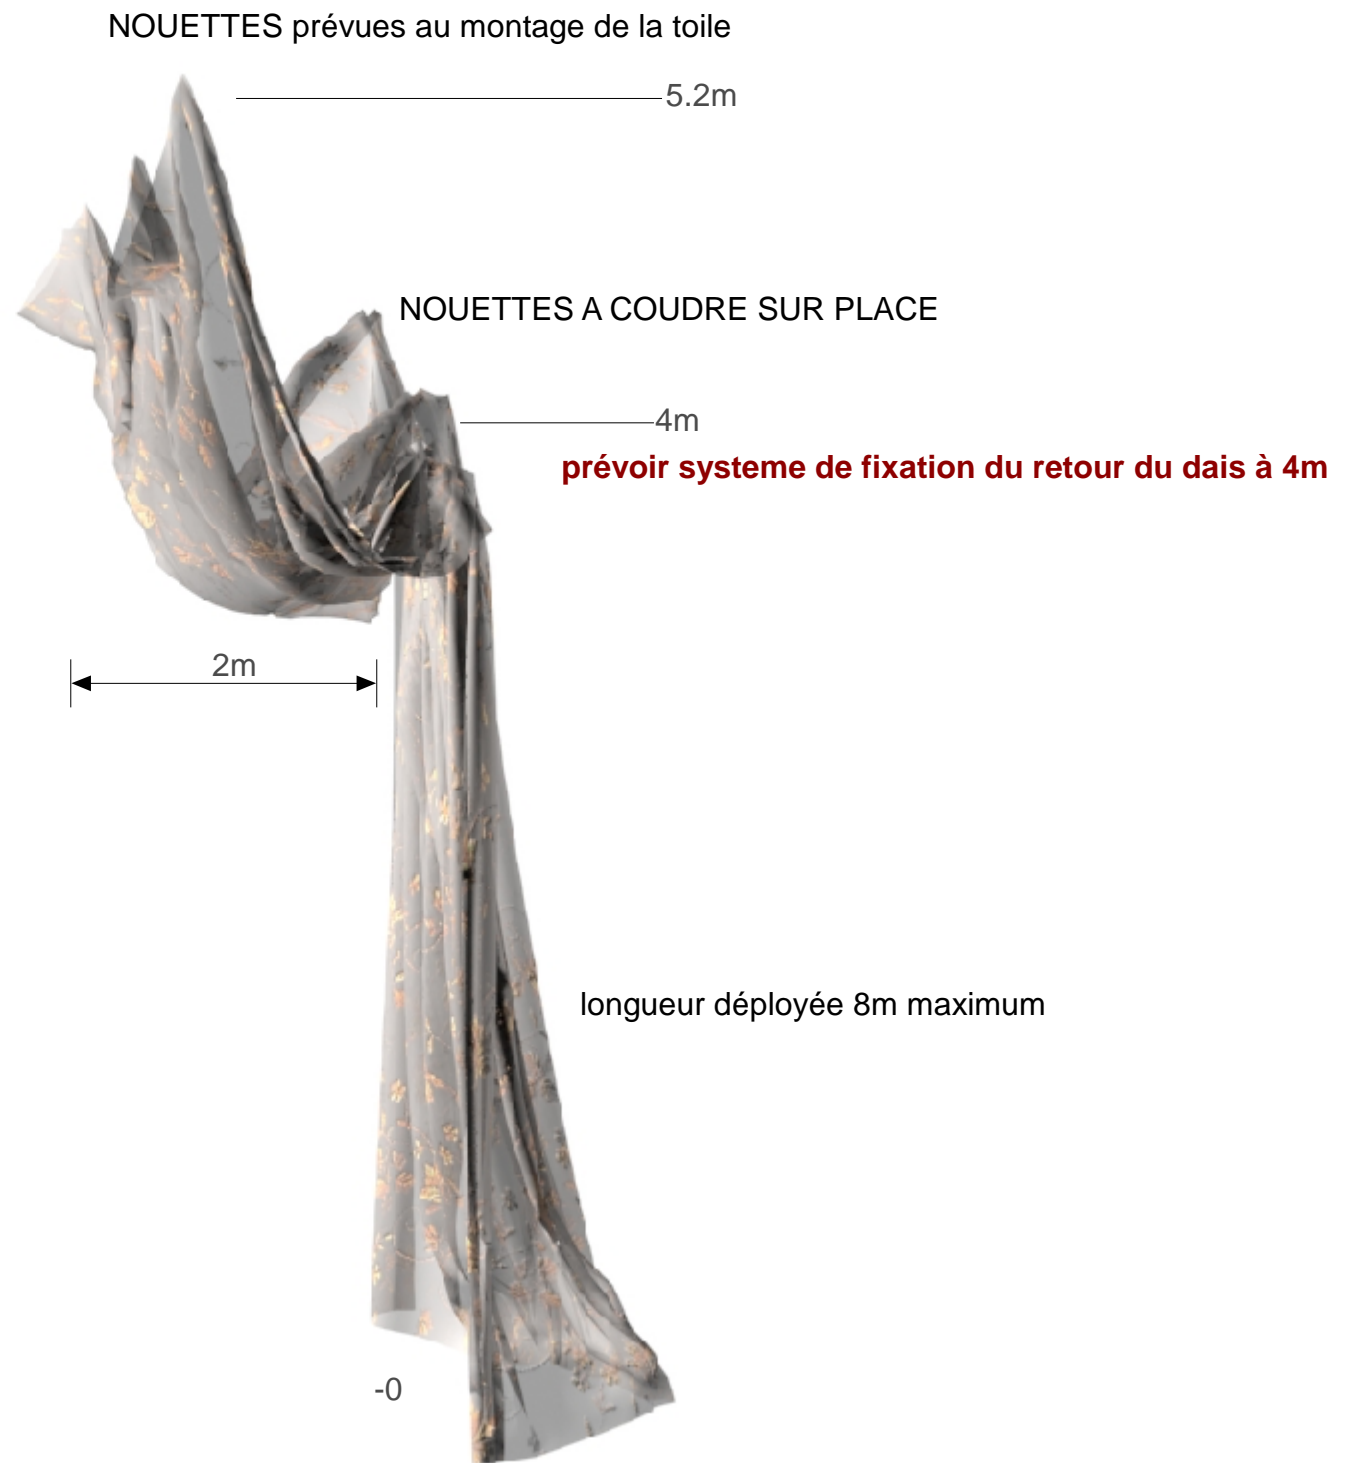 NOUETTES prévues au montage de la toile
5.2m
NOUETTES A COUDRE SUR PLACE
4m
prévoir systeme de fixation du retour du dais à 4m
2m
longueur déployée 8m maximum
-0